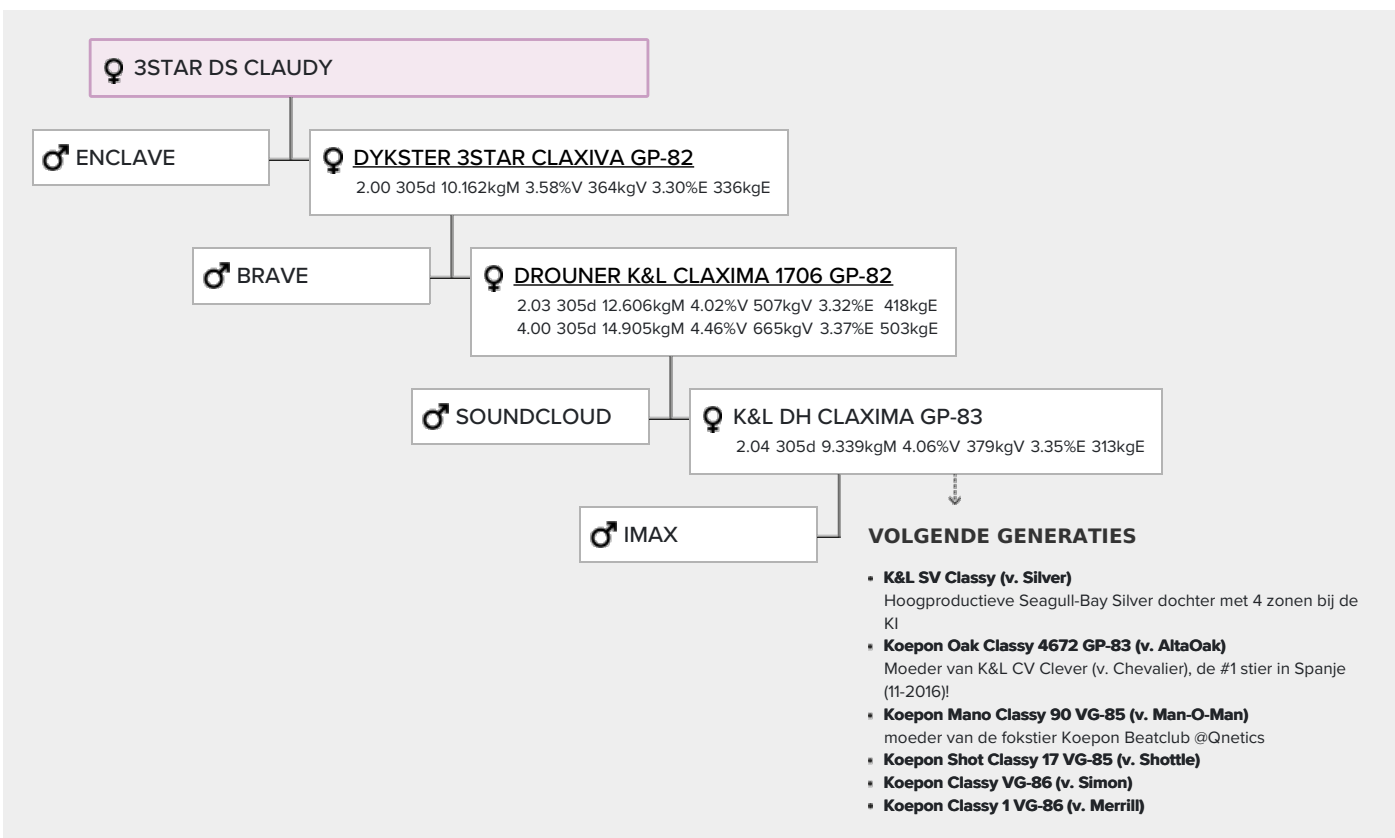 3STAR DS CLAUDY
ENCLAVE
DYKSTER 3STAR CLAXIVA GP-82
2.00 305d 10.162kgM 3.58%V 364kgV 3.30%E 336kgE
BRAVE
DROUNER K&L CLAXIMA 1706 GP-82
2.03 305d 12.606kgM 4.02%V 507kgV 3.32%E 418kgE
4.00 305d 14.905kgM 4.46%V 665kgV 3.37%E 503kgE
SOUNDCLOUD
K&L DH CLAXIMA GP-83
2.04 305d 9.339kgM 4.06%V 379kgV 3.35%E 313kgE
IMAX
VOLGENDE GENERATIES
K&L SV Classy (v. Silver)
Hoogproductieve Seagull-Bay Silver dochter met 4 zonen bij de
KI
Koepon Oak Classy 4672 GP-83 (v. AltaOak)
Moeder van K&L CV Clever (v. Chevalier), de #1 stier in Spanje
(11-2016)!
Koepon Mano Classy 90 VG-85 (v. Man-O-Man)
moeder van de fokstier Koepon Beatclub @Qnetics
Koepon Shot Classy 17 VG-85 (v. Shottle)
Koepon Classy VG-86 (v. Simon)
Koepon Classy 1 VG-86 (v. Merrill)